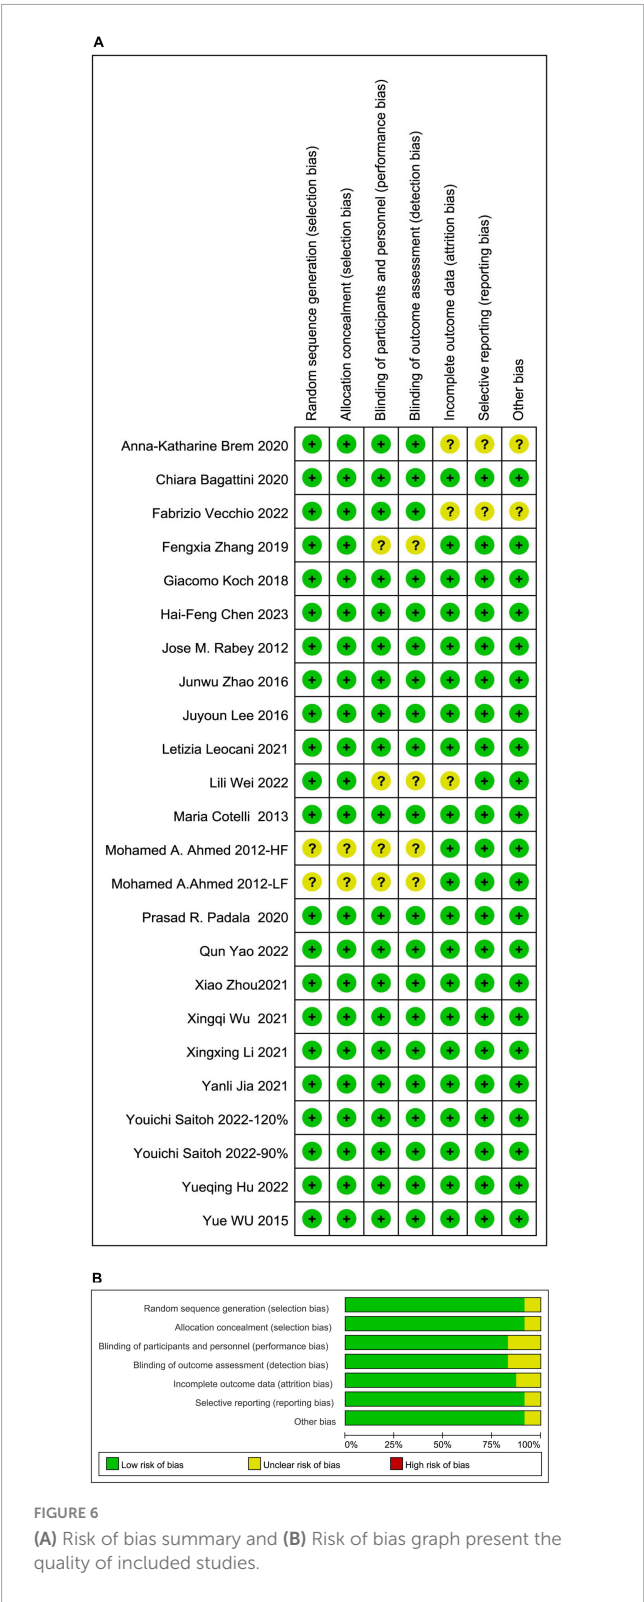 A
Random sequence generation (selection bias)
Allocation concealment (selection bias)
Blinding of participants and personnel (performance bias)
Blinding of outcome assessment (detection bias)
Incomplete outcome data (attrition bias)
Selective reporting (reporting bias)
Other bias
Anna-Katharine Brem 2020 + + + + ? ? ?
Chiara Bagattini 2020 + + + + + + +
Fabrizio Vecchio 2022 + + + + ? ? ?
Fengxia Zhang 2019 + + ? ? + + +
Giacomo Koch 2018 + + + + + + +
Hai-Feng Chen 2023 + + + + + + +
Jose M. Rabey 2012 + + + + + + +
Junwu Zhao 2016 + + + + + + +
Juyoun Lee 2016 + + + + + + +
Letizia Leocani 2021 + + + + + + +
Lili Wei 2022 + + ? ? ? + +
Maria Cotelli 2013 + + + + + + +
Mohamed A. Ahmed 2012-HF ? ? ? ? + + +
Mohamed A.Ahmed 2012-LF ? ? ? ? + + +
Prasad R. Padala 2020 + + + + + + +
Qun Yao 2022 + + + + + + +
Xiao Zhou2021 + + + + + + +
Xingqi Wu 2021 + + + + + + +
Xingxing Li 2021 + + + + + + +
Yanli Jia 2021 + + + + + + +
Youichi Saitoh 2022-120% + + + + + + +
Youichi Saitoh 2022-90% + + + + + + +
Yueqing Hu 2022 + + + + + + +
Yue WU 2015 + + + + + + +
B
Random sequence generation (selection bias)
Allocation concealment (selection bias)
Blinding of participants and personnel (performance bias)
Blinding of outcome assessment (detection bias)
Incomplete outcome data (attrition bias)
Selective reporting (reporting bias)
Other bias
0% 25% 50% 75% 100%
Low risk of bias Unclear risk of bias High risk of bias
FIGURE 6
(A) Risk of bias summary and (B) Risk of bias graph present the
quality of included studies.